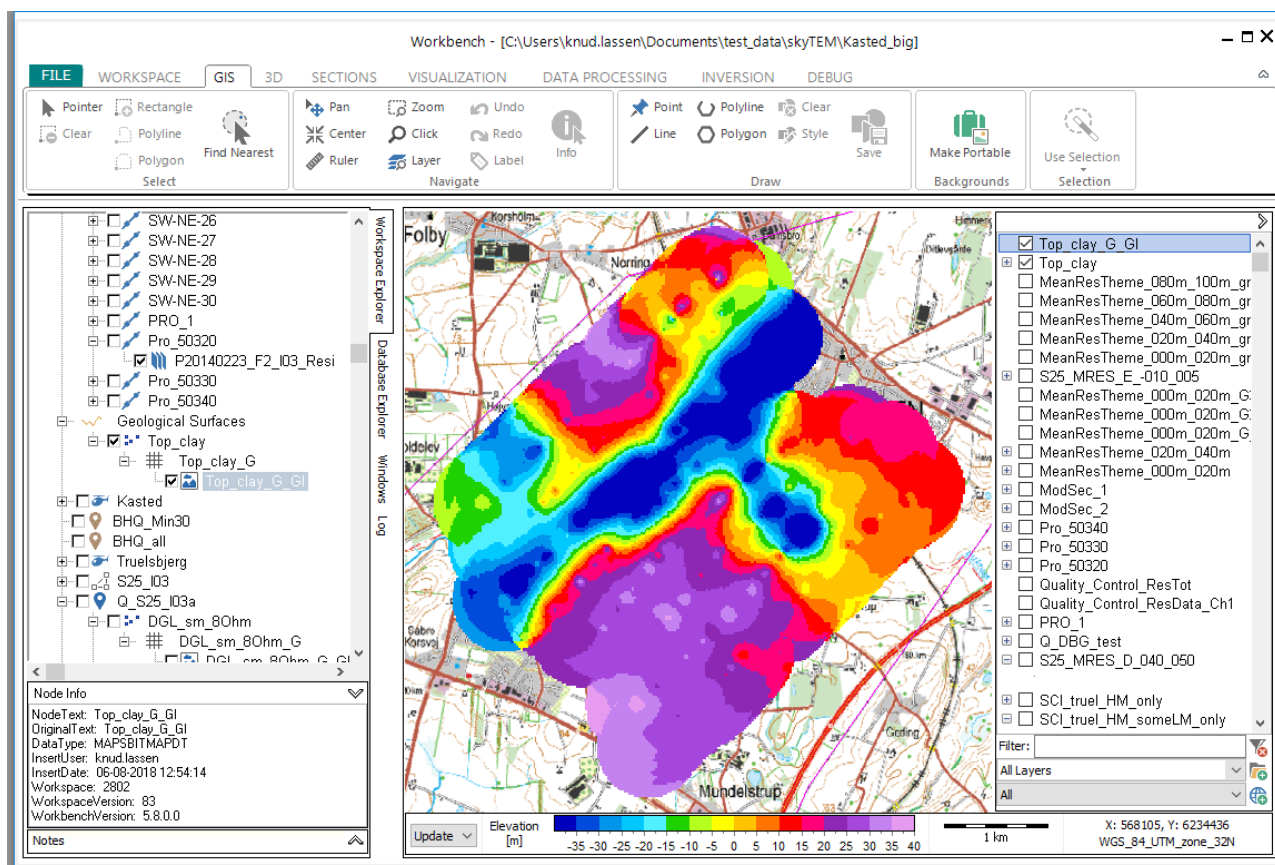 Workbench - [C:\Users\knud.lassen\Documents\test_data\skyTEM\Kasted_big]
FILE WORKSPACE GIS 3D SECTIONS VISUALIZATION DATA PROCESSING INVERSION DEBUG
Pointer Rectangle
Clear Polyline
Polygon
Find Nearest
Select
Pan Zoom Undo
Center Click Redo
Ruler Layer Label
Info
Navigate
Point Polyline Clear
Line Polygon Style
Save
Draw
Make Portable
Backgrounds
Use Selection
Selection
SW-NE-26
SW-NE-27
SW-NE-28
SW-NE-29
SW-NE-30
PRO_1
Pro_50320
P20140223_F2_I03_Resi
Pro_50330
Pro_50340
Geological Surfaces
Top_clay
Top_clay_G
Top_clay_G_GI
Kasted
BHQ_Min30
BHQ_all
Truelsbjerg
S25_I03
Q_S25_I03a
DGL_sm_8Ohm
DGL_sm_8Ohm_G
DGL_sm_8Ohm_G_GI
Node Info
NodeText: Top_clay_G_GI
OriginalText: Top_clay_G_GI
DataType: MAPSBITMAPDT
InsertUser: knud.lassen
InsertDate: 06-08-2018 12:54:14
Workspace: 2802
WorkspaceVersion: 83
WorkbenchVersion: 5.8.0.0
Notes
Workspace Explorer
Database Explorer
Windows
Log
Korsholm
Folby
Norring
Sabro
Korsvej
Geding
Mundelstrup
Update
Elevation
[m]
-35 -30 -25 -20 -15 -10 -5 0 5 10 15 20 25 30 35 40
1 km
X: 568105, Y: 6234436
WGS_84_UTM_zone_32N
Top_clay_G_GI
Top_clay
MeanResTheme_080m_100m_gr
MeanResTheme_060m_080m_gr
MeanResTheme_040m_060m_gr
MeanResTheme_020m_040m_gr
MeanResTheme_000m_020m_gr
S25_MRES_E_-010_005
MeanResTheme_000m_020m_G
MeanResTheme_000m_020m_G
MeanResTheme_000m_020m_G_
MeanResTheme_020m_040m
MeanResTheme_000m_020m
ModSec_1
ModSec_2
Pro_50340
Pro_50330
Pro_50320
Quality_Control_ResTot
Quality_Control_ResData_Ch1
PRO_1
Q_DBG_test
S25_MRES_D_040_050
SCI_truel_HM_only
SCI_truel_HM_someLM_only
Filter:
All Layers
All